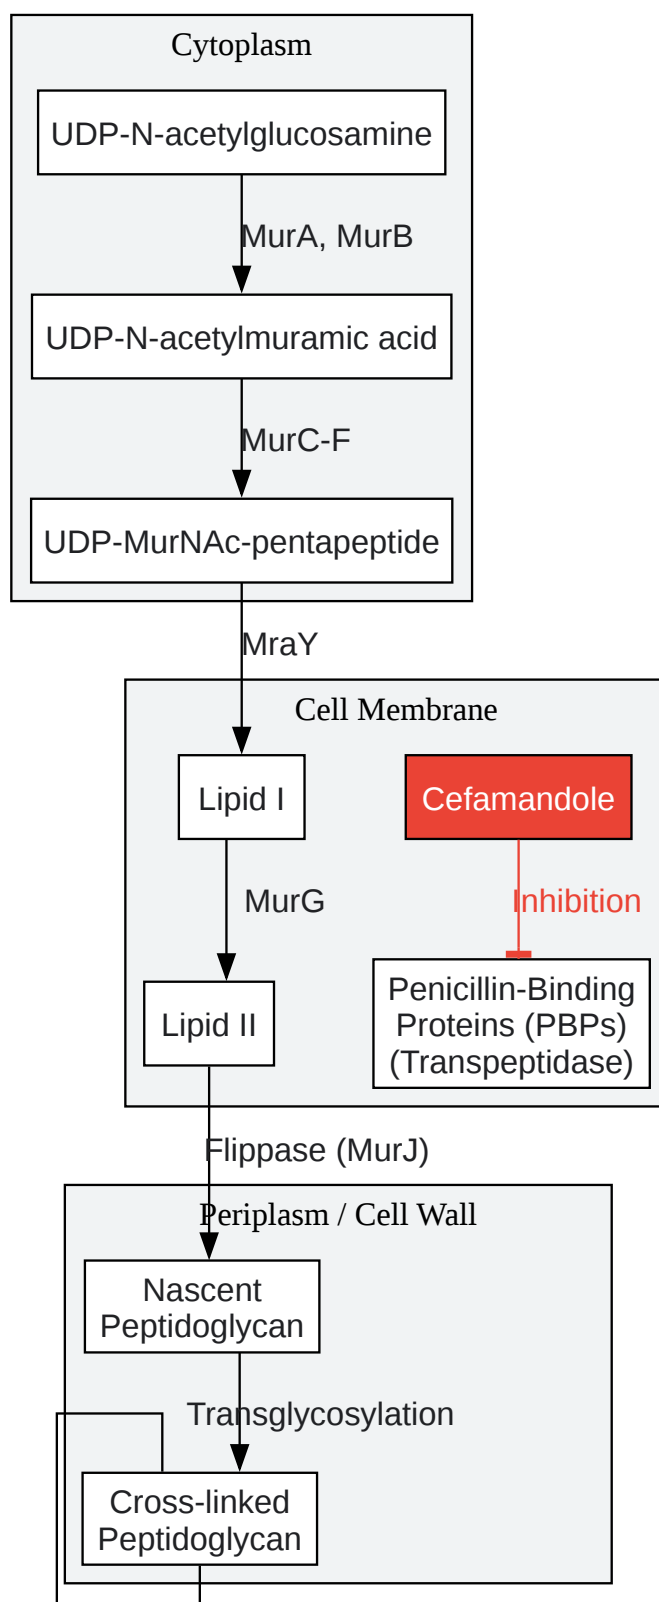 Cytoplasm
UDP-N-acetylglucosamine
MurA, MurB
UDP-N-acetylmuramic acid
MurC-F
UDP-MurNAc-pentapeptide
MraY
Cell Membrane
Lipid I
Cefamandole
MurG
Inhibition
Lipid II
Penicillin-Binding
Proteins (PBPs)
(Transpeptidase)
Flippase (MurJ)
Periplasm / Cell Wall
Nascent
Peptidoglycan
Transglycosylation
Cross-linked
Peptidoglycan